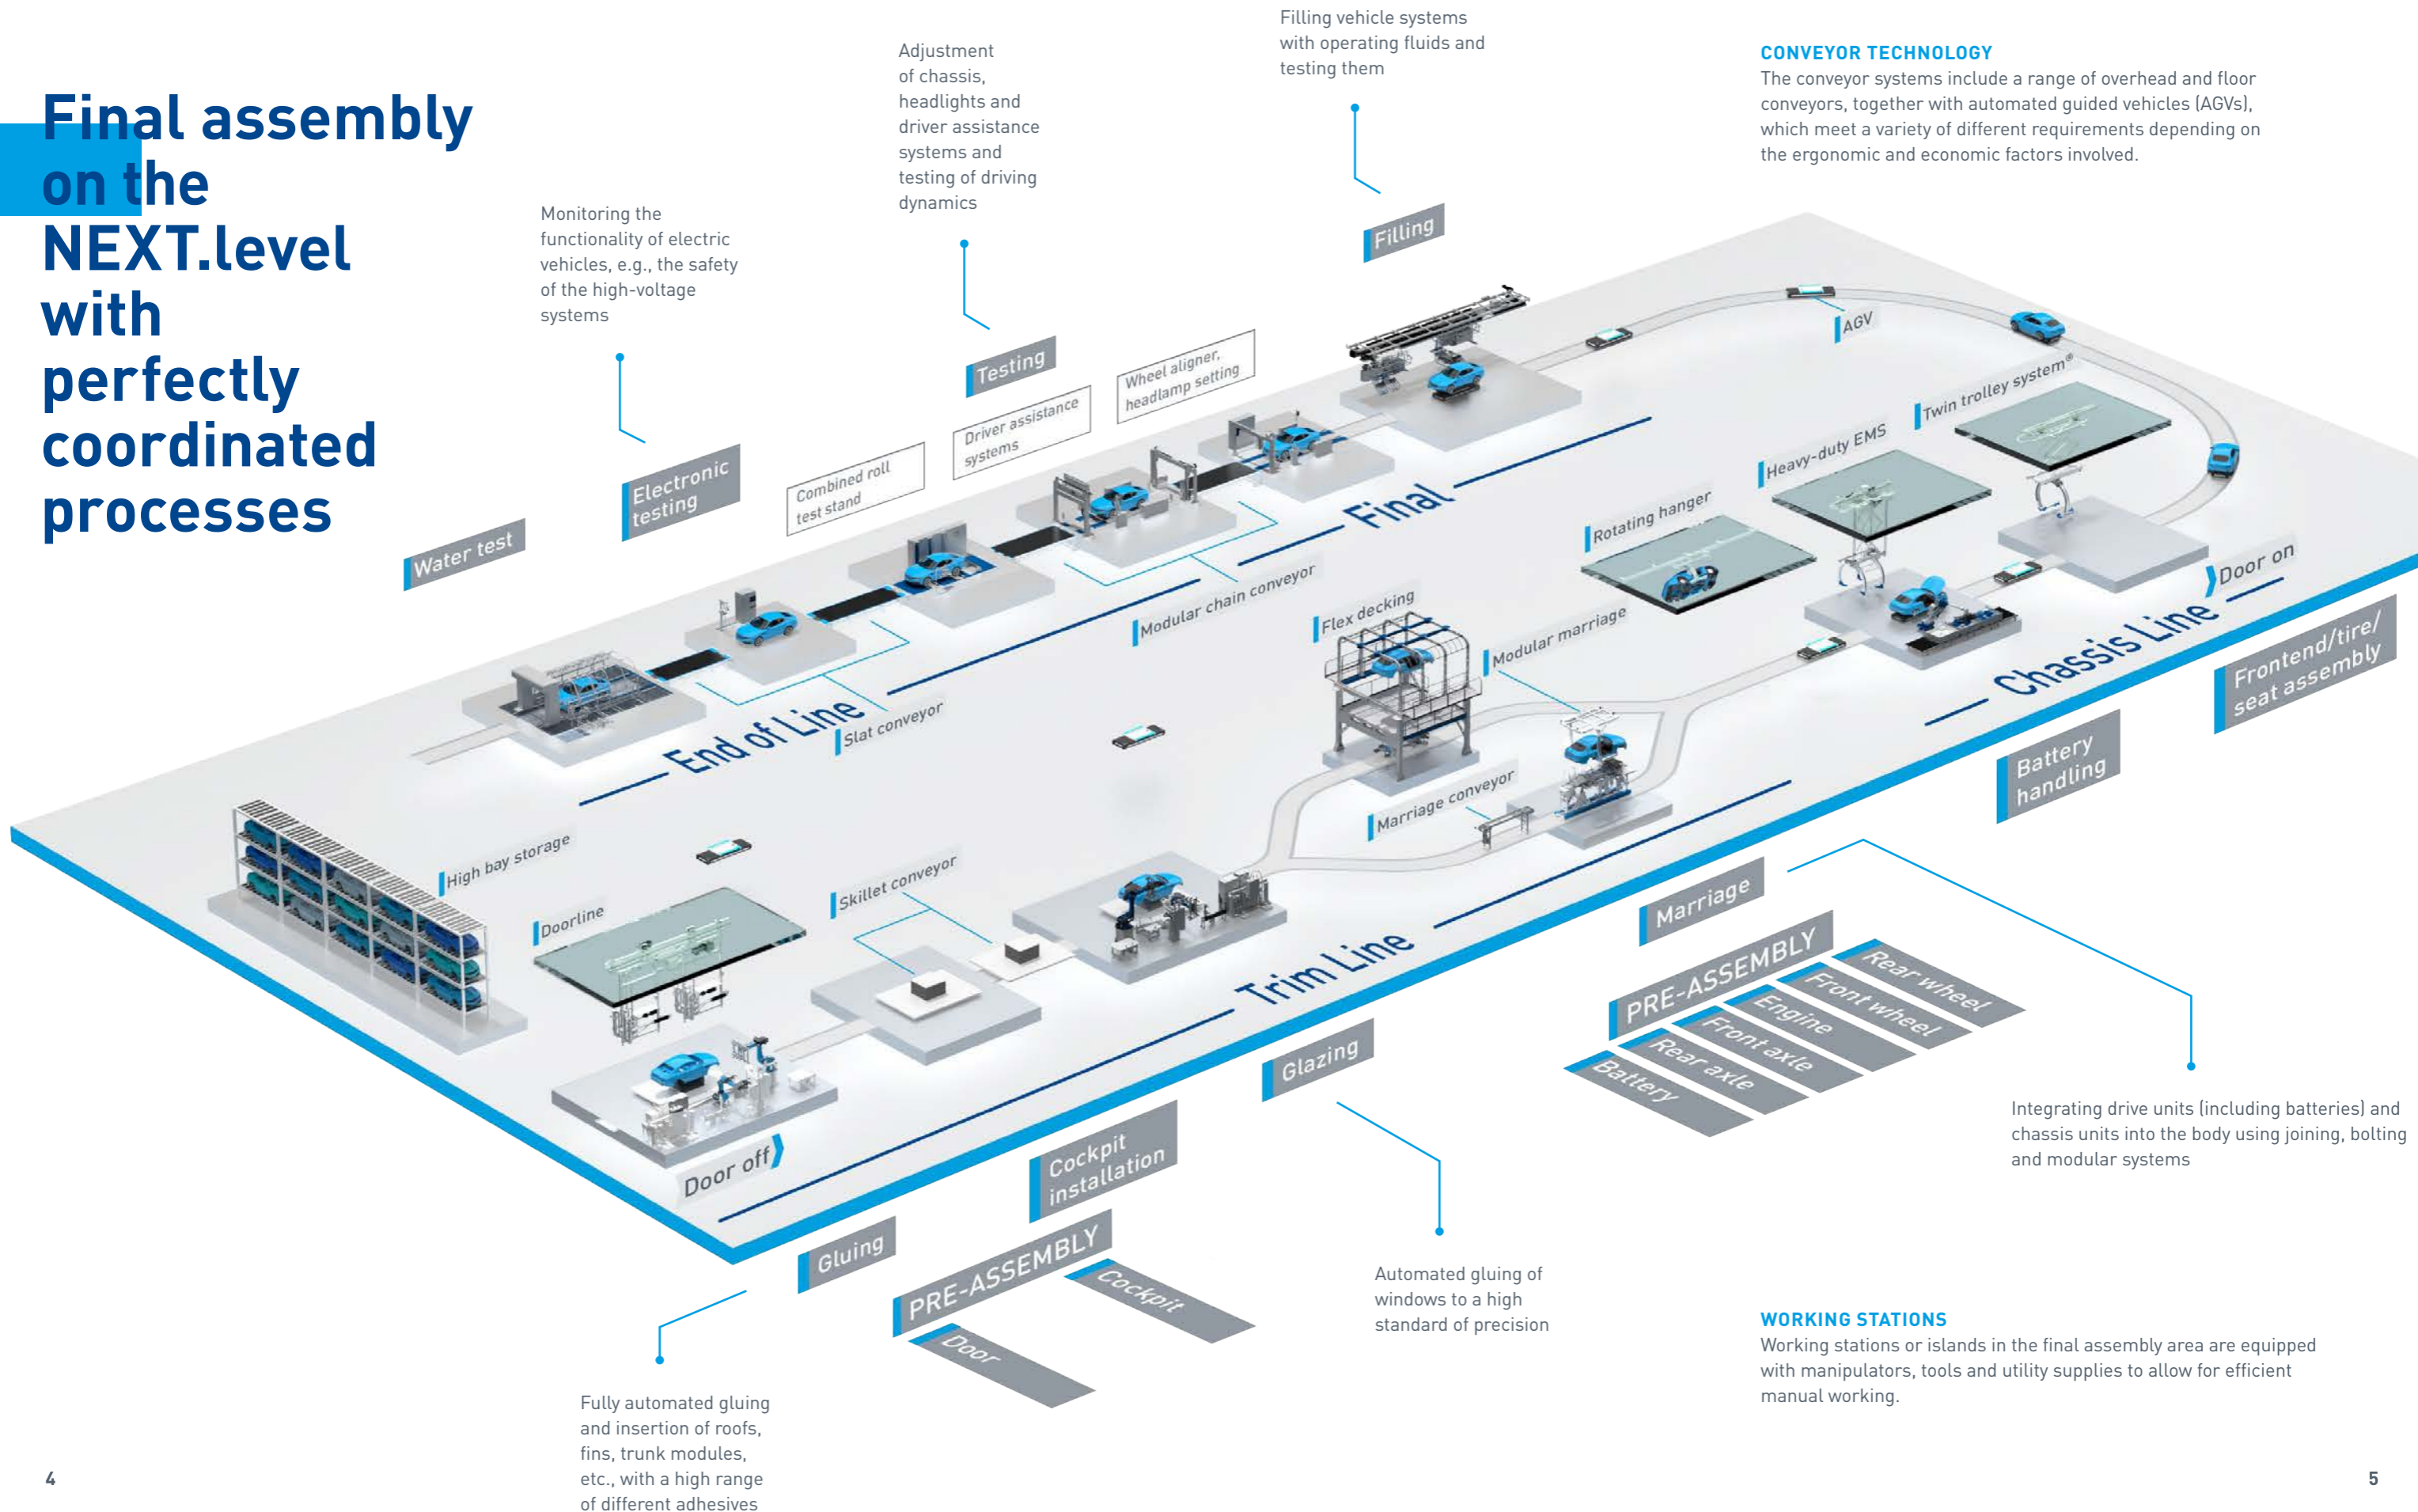 Final assembly
on the
NEXT.level
with
perfectly
coordinated
processes
Monitoring the
functionality of electric
vehicles, e.g., the safety
of the high-voltage
systems
Adjustment
of chassis,
headlights and
driver assistance
systems and
testing of driving
dynamics
Filling vehicle systems
with operating fluids and
testing them
CONVEYOR TECHNOLOGY
The conveyor systems include a range of overhead and floor
conveyors, together with automated guided vehicles (AGVs),
which meet a variety of different requirements depending on
the ergonomic and economic factors involved.
Water test
Electronic
testing
Testing
Combined roll
test stand
Driver assistance
systems
Wheel aligner,
headlamp setting
Filling
AGV
Twin trolley system®
Heavy-duty EMS
Rotating hanger
Final
Modular chain conveyor
End of Line
Slat conveyor
Flex decking
Modular marriage
Marriage conveyor
Door on
Chassis Line
Frontend/tire/
seat assembly
Battery
handling
High bay storage
Doorline
Skillet conveyor
Trim Line
Door off
Marriage
PRE-ASSEMBLY
Rear wheel
Front wheel
Engine
Front axle
Rear axle
Battery
Glazing
Cockpit
installation
Gluing
PRE-ASSEMBLY
Cockpit
Door
Integrating drive units (including batteries) and
chassis units into the body using joining, bolting
and modular systems
Automated gluing of
windows to a high
standard of precision
Fully automated gluing
and insertion of roofs,
fins, trunk modules,
etc., with a high range
of different adhesives
WORKING STATIONS
Working stations or islands in the final assembly area are equipped
with manipulators, tools and utility supplies to allow for efficient
manual working.
4
5